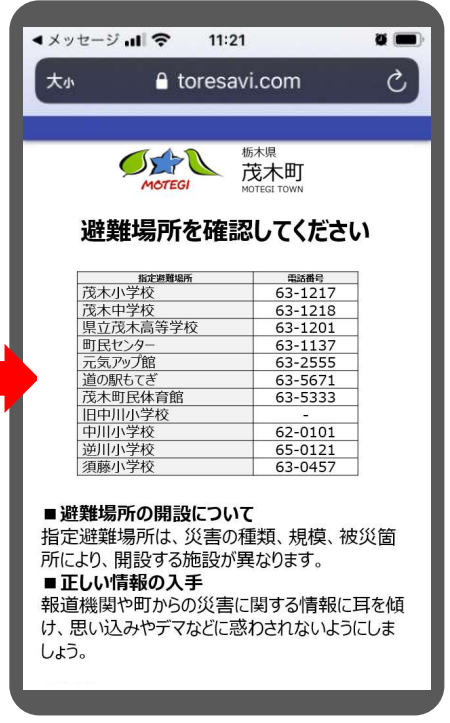 ◀メッセージ 11:21
大小 toresavi.com
MOTEGI
栃木県
茂木町
MOTEGI TOWN
避難場所を確認してください
指定避難場所 電話番号
茂木小学校 63-1217
茂木中学校 63-1218
県立茂木高等学校 63-1201
町民センター 63-1137
元気アップ館 63-2555
道の駅もてぎ 63-5671
茂木町民体育館 63-5333
旧中川小学校 -
中川小学校 62-0101
逆川小学校 65-0121
須藤小学校 63-0457
■避難場所の開設について
指定避難場所は、災害の種類、規模、被災箇
所により、開設する施設が異なります。
■正しい情報の入手
報道機関や町からの災害に関する情報に耳を傾
け、思い込みやデマなどに惑わされないようにしま
しょう。